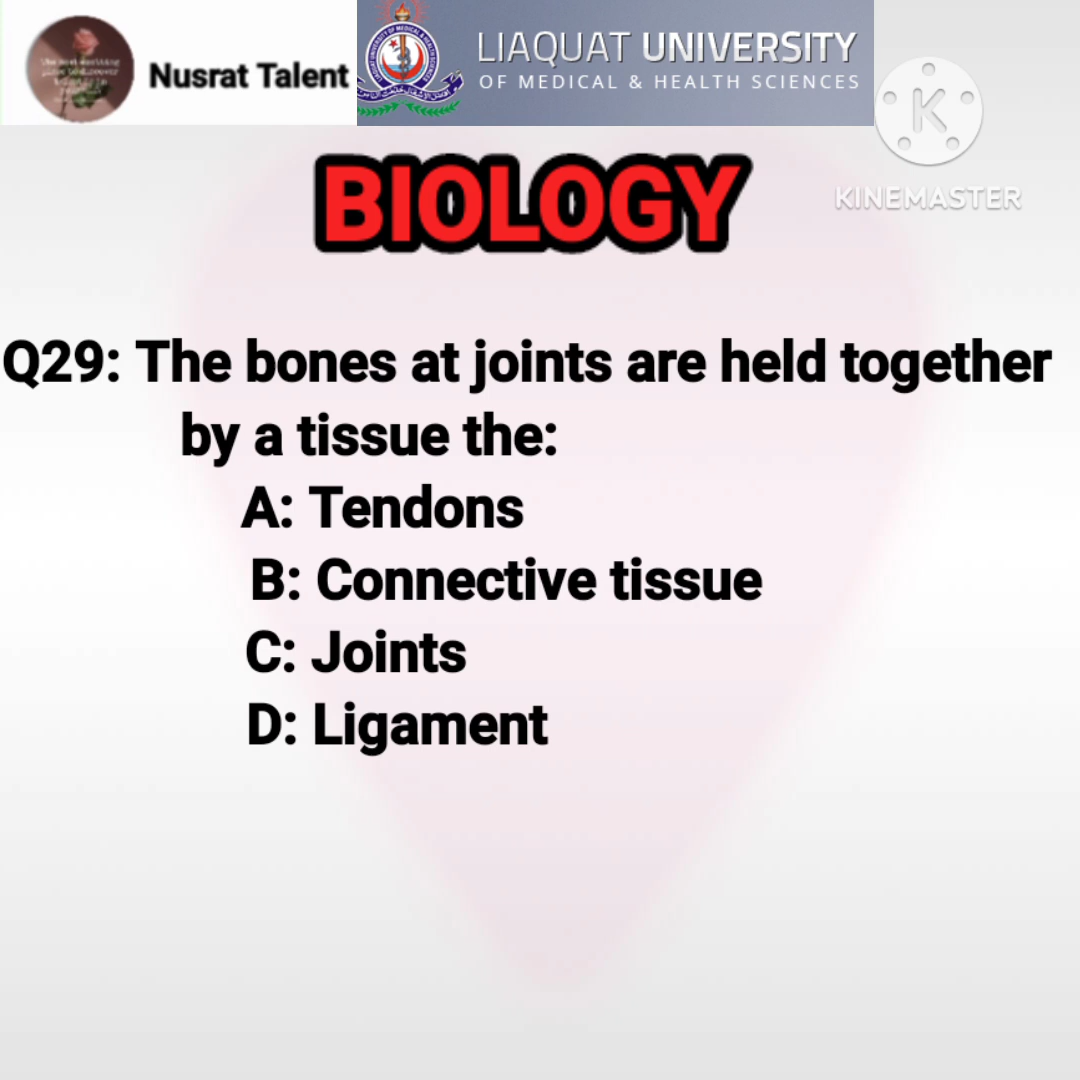 Nusrat Talent
LIAQUAT UNIVERSITY
OF MEDICAL & HEALTH SCIENCES
K
KINEMASTER
BIOLOGY
Q29: The bones at joints are held together
by a tissue the:
A: Tendons
B: Connective tissue
C: Joints
D: Ligament